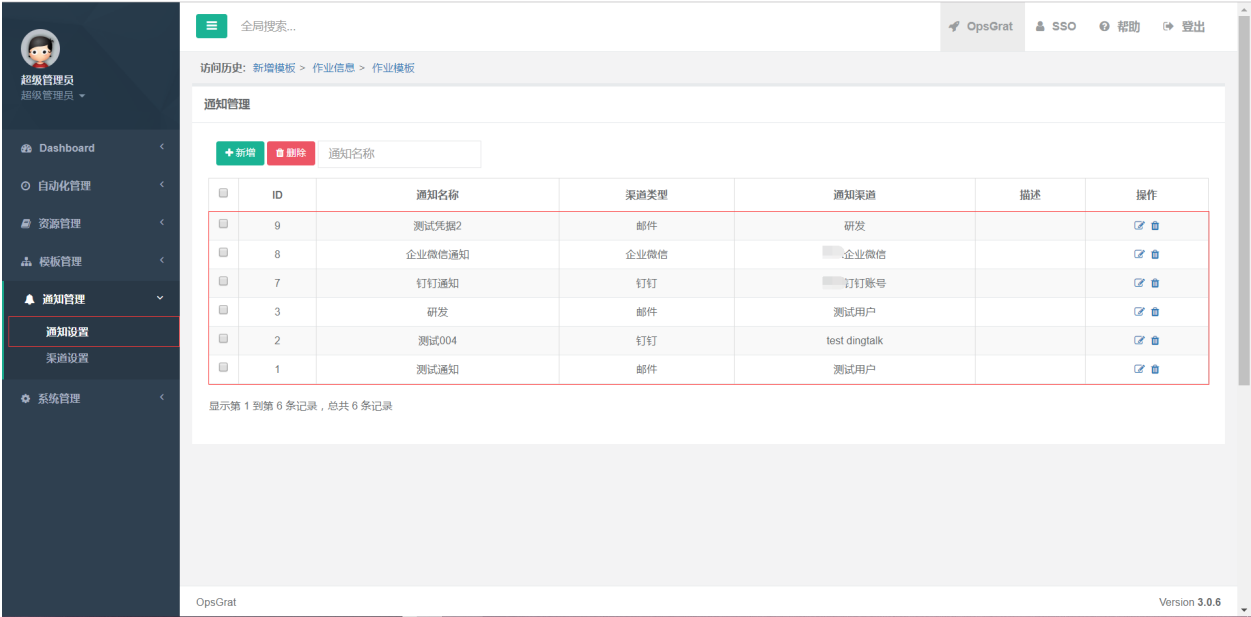 全局搜索...
OpsGrat
SSO
帮助
登出
超级管理员
超级管理员
Dashboard
自动化管理
资源管理
模板管理
通知管理
通知设置
渠道设置
系统管理
访问历史: 新增模板 > 作业信息 > 作业模板
通知管理
新增 删除 通知名称
ID 通知名称 渠道类型 通知渠道 描述 操作
9 测试凭据2 邮件 研发
8 企业微信通知 企业微信 企业微信
7 钉钉通知 钉钉 钉钉账号
3 研发 邮件 测试用户
2 测试004 钉钉 test dingtalk
1 测试通知 邮件 测试用户
显示第 1 到第 6 条记录，总共 6 条记录
OpsGrat
Version 3.0.6